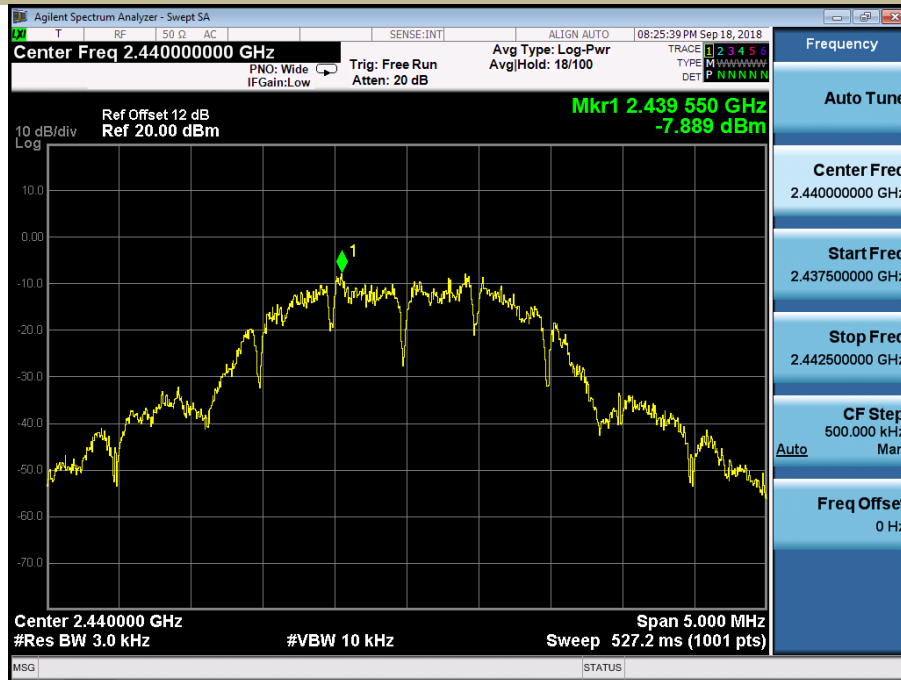 Agilent Spectrum Analyzer - Swept SA
LXI T RF 50 Ω AC SENSE:INT ALIGN AUTO 08:25:39 PM Sep 18, 2018
Center Freq 2.440000000 GHz
PNO: Wide
IFGain:Low
Trig: Free Run
Atten: 20 dB
Avg Type: Log-Pwr
Avg|Hold: 18/100
TRACE 1 2 3 4 5 6
TYPE M W W W W W
DET P N N N N N
Mkr1 2.439 550 GHz
-7.889 dBm
Ref Offset 12 dB
Ref 20.00 dBm
10 dB/div
Log
1
10.0
0.00
-10.0
-20.0
-30.0
-40.0
-50.0
-60.0
-70.0
Center 2.440000 GHz
Span 5.000 MHz
#Res BW 3.0 kHz
#VBW 10 kHz
Sweep 527.2 ms (1001 pts)
MSG
STATUS
Frequency
Auto Tune
Center Freq
2.440000000 GHz
Start Freq
2.437500000 GHz
Stop Freq
2.442500000 GHz
CF Step
500.000 kHz
Auto Man
Freq Offset
0 Hz